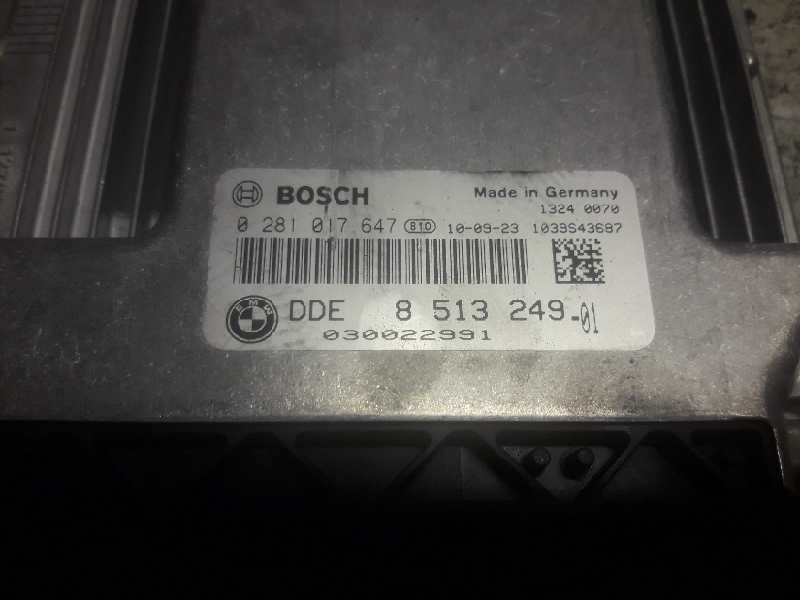 BOSCH Made in Germany
1324 0070
0 281 017 647 810 10-09-23 1039S43687
BMW DDE 8 513 249-01
030022991